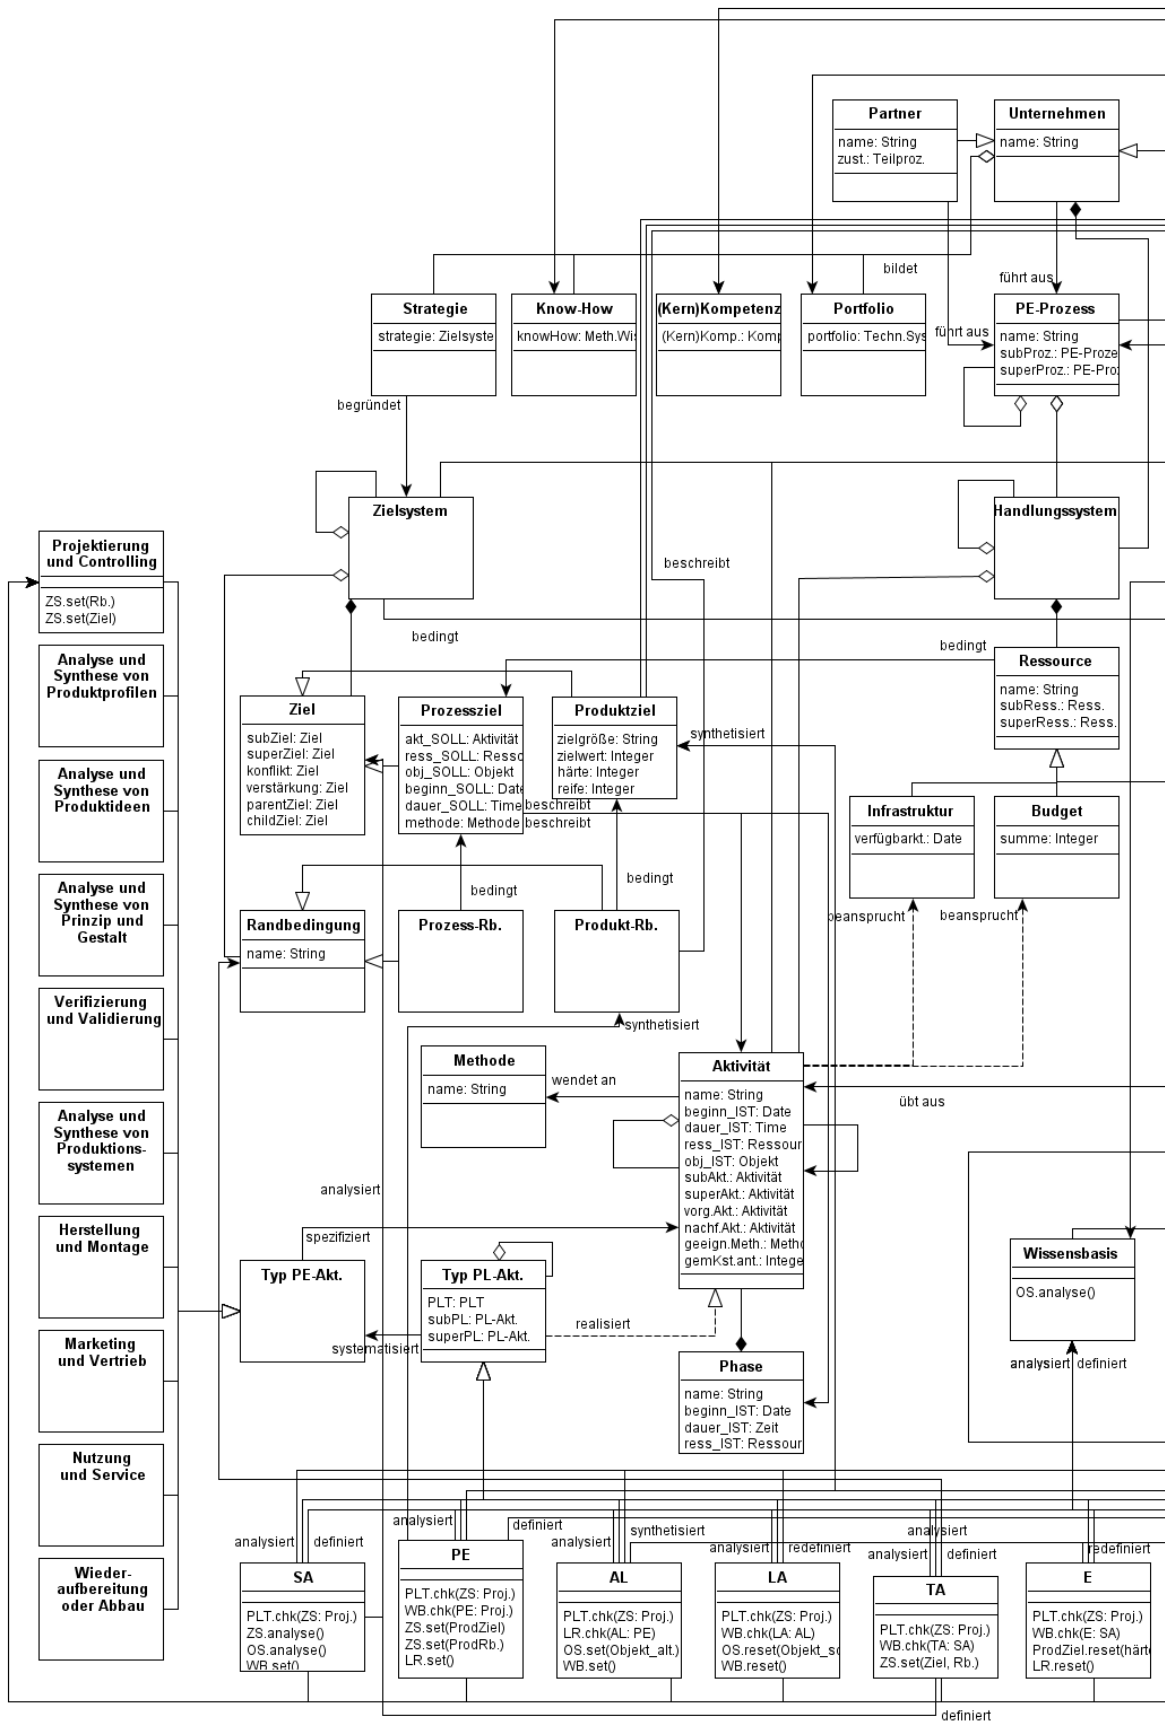 Partner
name: String
zust.: Teilproz.
Unternehmen
name: String
bildet
führt aus
Strategie
strategie: Zielsyste
Know-How
knowHow: Meth.Wi
(Kern)Kompetenz
(Kern)Komp.: Kom
Portfolio
portfolio: Techn.Sys
führt aus
PE-Prozess
name: String
subProz.: PE-Proze
superProz.: PE-Pro
begründet
Zielsystem
Handlungssystem
beschreibt
bedingt
bedingt
Projektierung
und Controlling
ZS.set(Rb.)
ZS.set(Ziel)
Analyse und
Synthese von
Produktprofilen
Analyse und
Synthese von
Produktideen
Analyse und
Synthese von
Prinzip und
Gestalt
Verifizierung
und Validierung
Analyse und
Synthese von
Produktions-
systemen
Herstellung
und Montage
Marketing
und Vertrieb
Nutzung
und Service
Wieder-
aufbereitung
oder Abbau
Ziel
subZiel: Ziel
superZiel: Ziel
konflikt: Ziel
verstärkung: Ziel
parentZiel: Ziel
childZiel: Ziel
Prozessziel
akt_SOLL: Aktivität
ress_SOLL: Resso
obj_SOLL: Objekt
beginn_SOLL: Date
dauer_SOLL: Time
methode: Methode
beschreibt
beschreibt
Produktziel
zielgröße: String
zielwert: Integer
härte: Integer
reife: Integer
synthetisiert
Ressource
name: String
subRess.: Ress.
superRess.: Ress.
Infrastruktur
verfügbarkt.: Date
Budget
summe: Integer
bedingt
bedingt
beansprucht
beansprucht
Randbedingung
name: String
Prozess-Rb.
Produkt-Rb.
synthetisiert
Methode
name: String
wendet an
Aktivität
name: String
beginn_IST: Date
dauer_IST: Time
ress_IST: Ressour
obj_IST: Objekt
subAkt.: Aktivität
superAkt.: Aktivität
vorg.Akt.: Aktivität
nachf.Akt.: Aktivität
geeign.Meth.: Metho
gemKst.ant.: Intege
übt aus
analysiert
spezifiziert
Typ PE-Akt.
Typ PL-Akt.
PLT: PLT
subPL: PL-Akt.
superPL: PL-Akt.
systematisiert
realisiert
Phase
name: String
beginn_IST: Date
dauer_IST: Zeit
ress_IST: Ressour
Wissensbasis
OS.analyse()
analysiert
definiert
analysiert
definiert
SA
PLT.chk(ZS: Proj.)
ZS.analyse()
OS.analyse()
WB.set()
analysiert
definiert
PE
PLT.chk(ZS: Proj.)
WB.chk(PE: Proj.)
ZS.set(ProdZiel)
ZS.set(ProdRb.)
LR.set()
analysiert
synthetisiert
AL
PLT.chk(ZS: Proj.)
LR.chk(AL: PE)
OS.set(Objekt_alt.)
WB.set()
analysiert
redefiniert
LA
PLT.chk(ZS: Proj.)
WB.chk(LA: AL)
OS.reset(Objekt_so
WB.reset()
analysiert
analysiert
definiert
TA
PLT.chk(ZS: Proj.)
WB.chk(TA: SA)
ZS.set(Ziel, Rb.)
redefiniert
E
PLT.chk(ZS: Proj.)
WB.chk(E: SA)
ProdZiel.reset(härt
LR.reset()
definiert